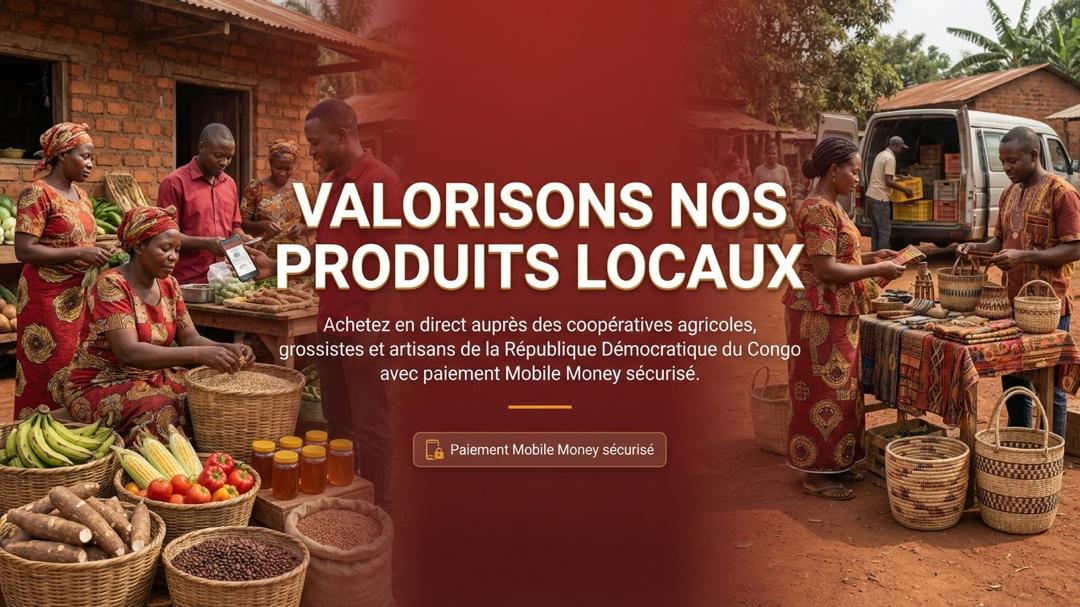 VALORISONS NOS
PRODUITS LOCAUX
Achetez en direct auprès des coopératives agricoles,
grossistes et artisans de la République Démocratique du Congo
avec paiement Mobile Money sécurisé.
Paiement Mobile Money sécurisé